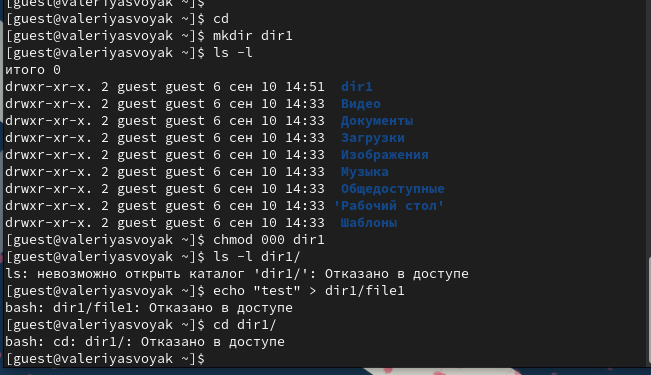 [guest@valeriyasvoyak ~]$
[guest@valeriyasvoyak ~]$ cd
[guest@valeriyasvoyak ~]$ mkdir dir1
[guest@valeriyasvoyak ~]$ ls -l
итого 0
drwxr-xr-x. 2 guest guest 6 сен 10 14:51  dir1
drwxr-xr-x. 2 guest guest 6 сен 10 14:33  Видео
drwxr-xr-x. 2 guest guest 6 сен 10 14:33  Документы
drwxr-xr-x. 2 guest guest 6 сен 10 14:33  Загрузки
drwxr-xr-x. 2 guest guest 6 сен 10 14:33  Изображения
drwxr-xr-x. 2 guest guest 6 сен 10 14:33  Музыка
drwxr-xr-x. 2 guest guest 6 сен 10 14:33  Общедоступные
drwxr-xr-x. 2 guest guest 6 сен 10 14:33 'Рабочий стол'
drwxr-xr-x. 2 guest guest 6 сен 10 14:33  Шаблоны
[guest@valeriyasvoyak ~]$ chmod 000 dir1
[guest@valeriyasvoyak ~]$ ls -l dir1/
ls: невозможно открыть каталог 'dir1/': Отказано в доступе
[guest@valeriyasvoyak ~]$ echo "test" > dir1/file1
bash: dir1/file1: Отказано в доступе
[guest@valeriyasvoyak ~]$ cd dir1/
bash: cd: dir1/: Отказано в доступе
[guest@valeriyasvoyak ~]$